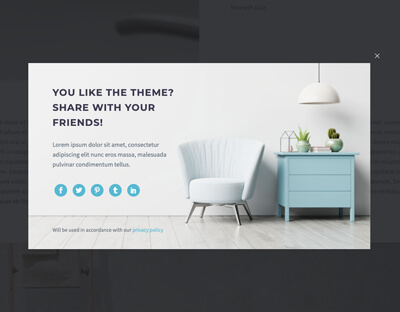 YOU LIKE THE THEME?
SHARE WITH YOUR
FRIENDS!
Lorem ipsum dolor sit amet, consectetur
adipiscing elit nunc eros massa, malesuada
pulvinar condimentum tellus.
Will be used in accordance with our privacy policy